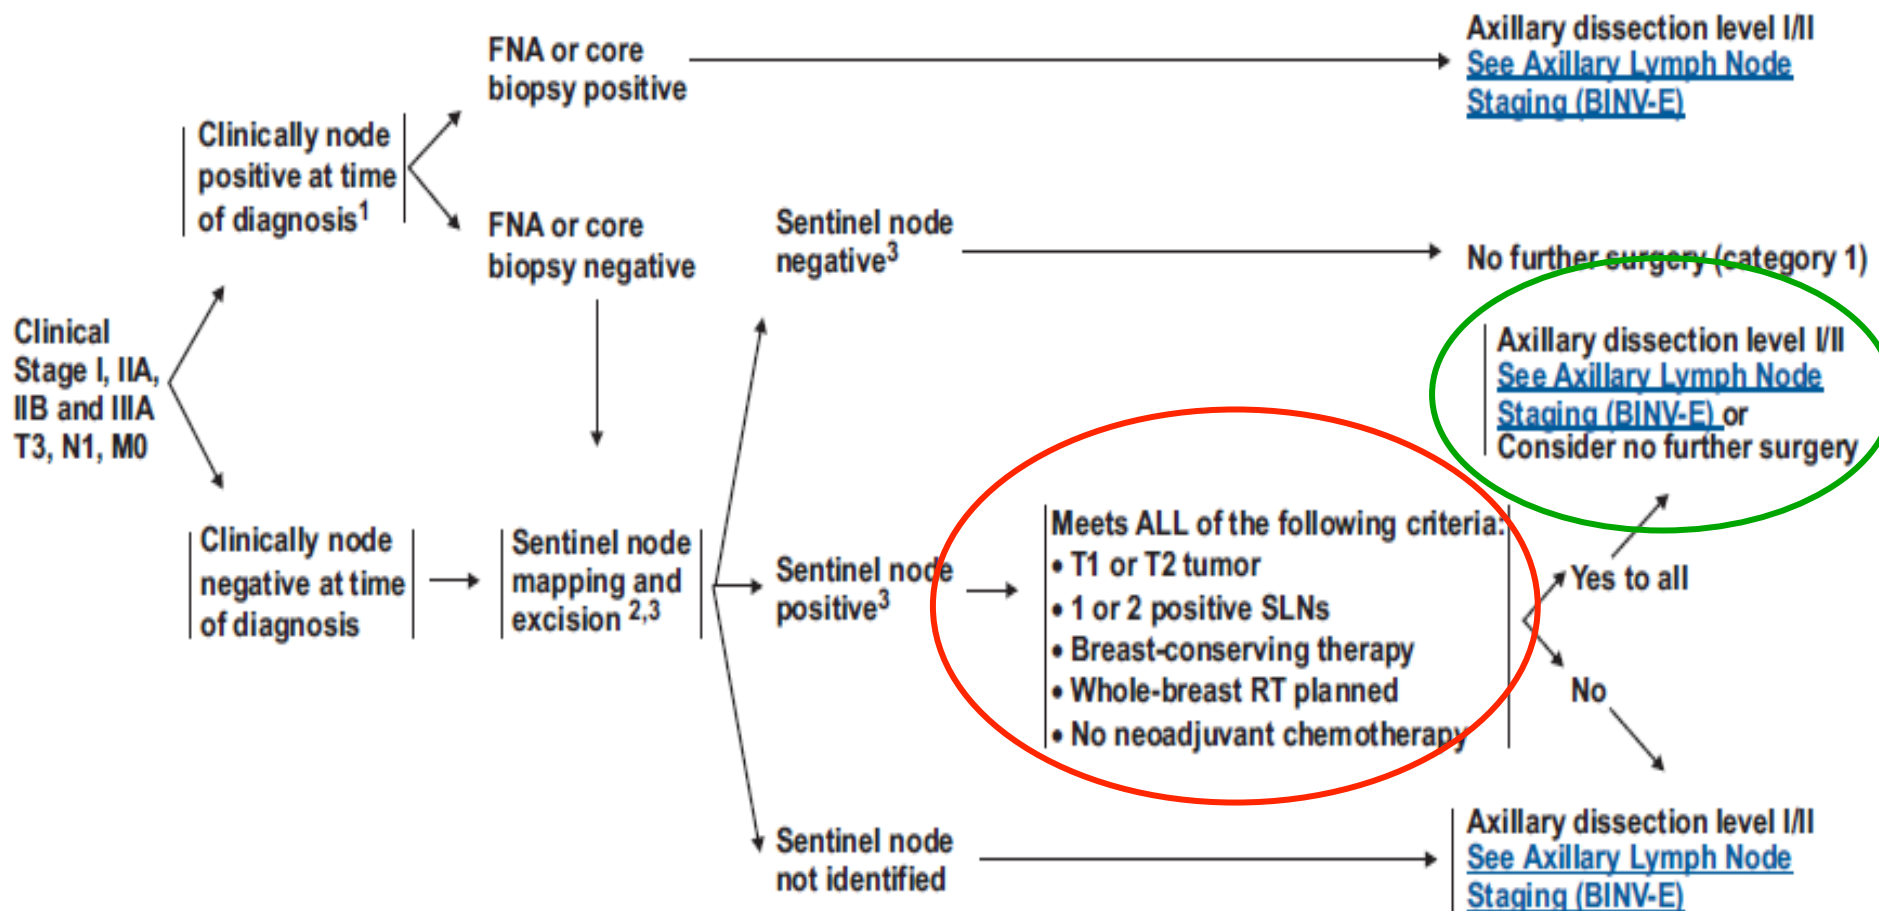 FNA or core
biopsy positive
Axillary dissection level I/II
See Axillary Lymph Node
Staging (BINV-E)
Clinically node
positive at time
of diagnosis1
FNA or core
biopsy negative
Sentinel node
negative3
No further surgery (category 1)
Clinical
Stage I, IIA,
IIB and IIIA
T3, N1, M0
Axillary dissection level I/II
See Axillary Lymph Node
Staging (BINV-E) or
Consider no further surgery
Clinically node
negative at time
of diagnosis
Sentinel node
mapping and
excision 2,3
Sentinel node
positive3
Meets ALL of the following criteria:
• T1 or T2 tumor
• 1 or 2 positive SLNs
• Breast-conserving therapy
• Whole-breast RT planned
• No neoadjuvant chemotherapy
Yes to all
No
Sentinel node
not identified
Axillary dissection level I/II
See Axillary Lymph Node
Staging (BINV-E)